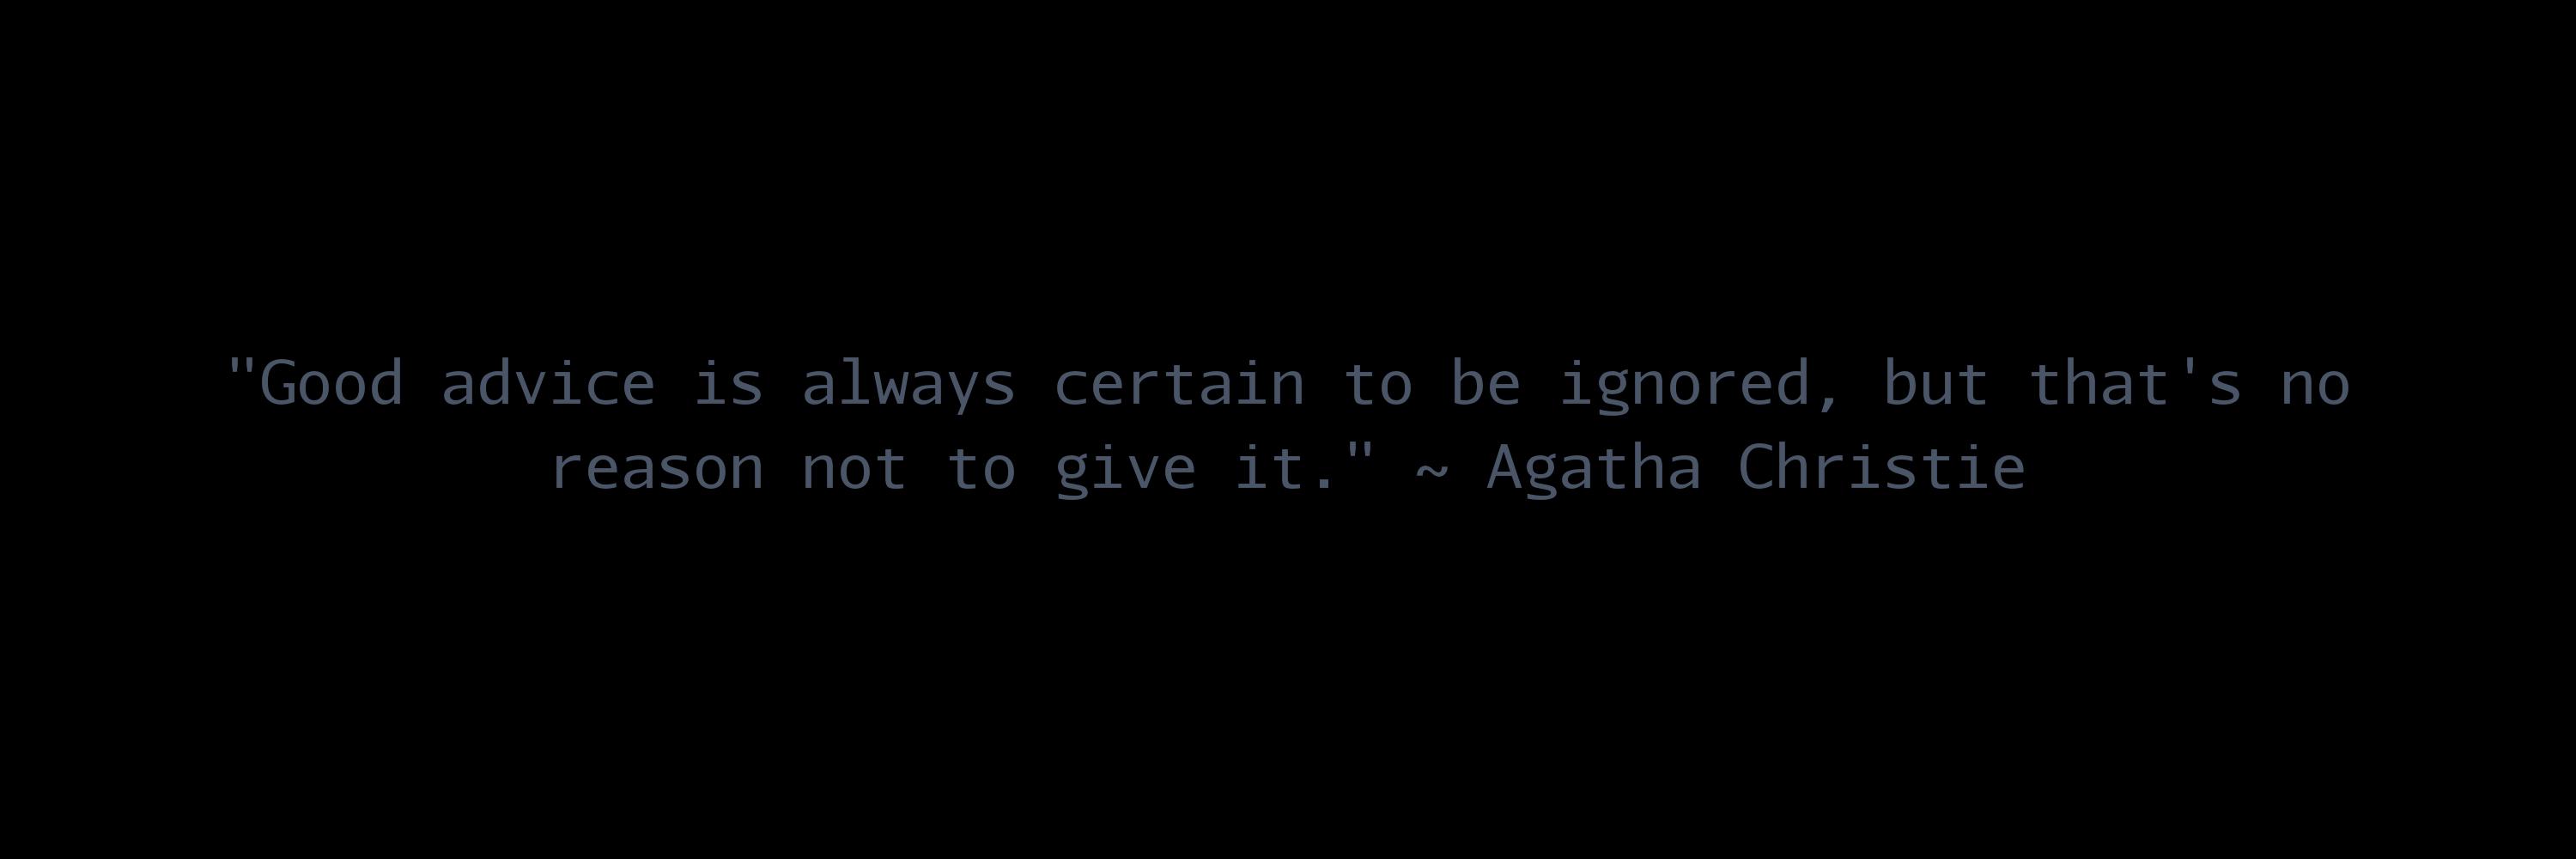 "Good advice is always certain to be ignored, but that's no
reason not to give it." ~ Agatha Christie